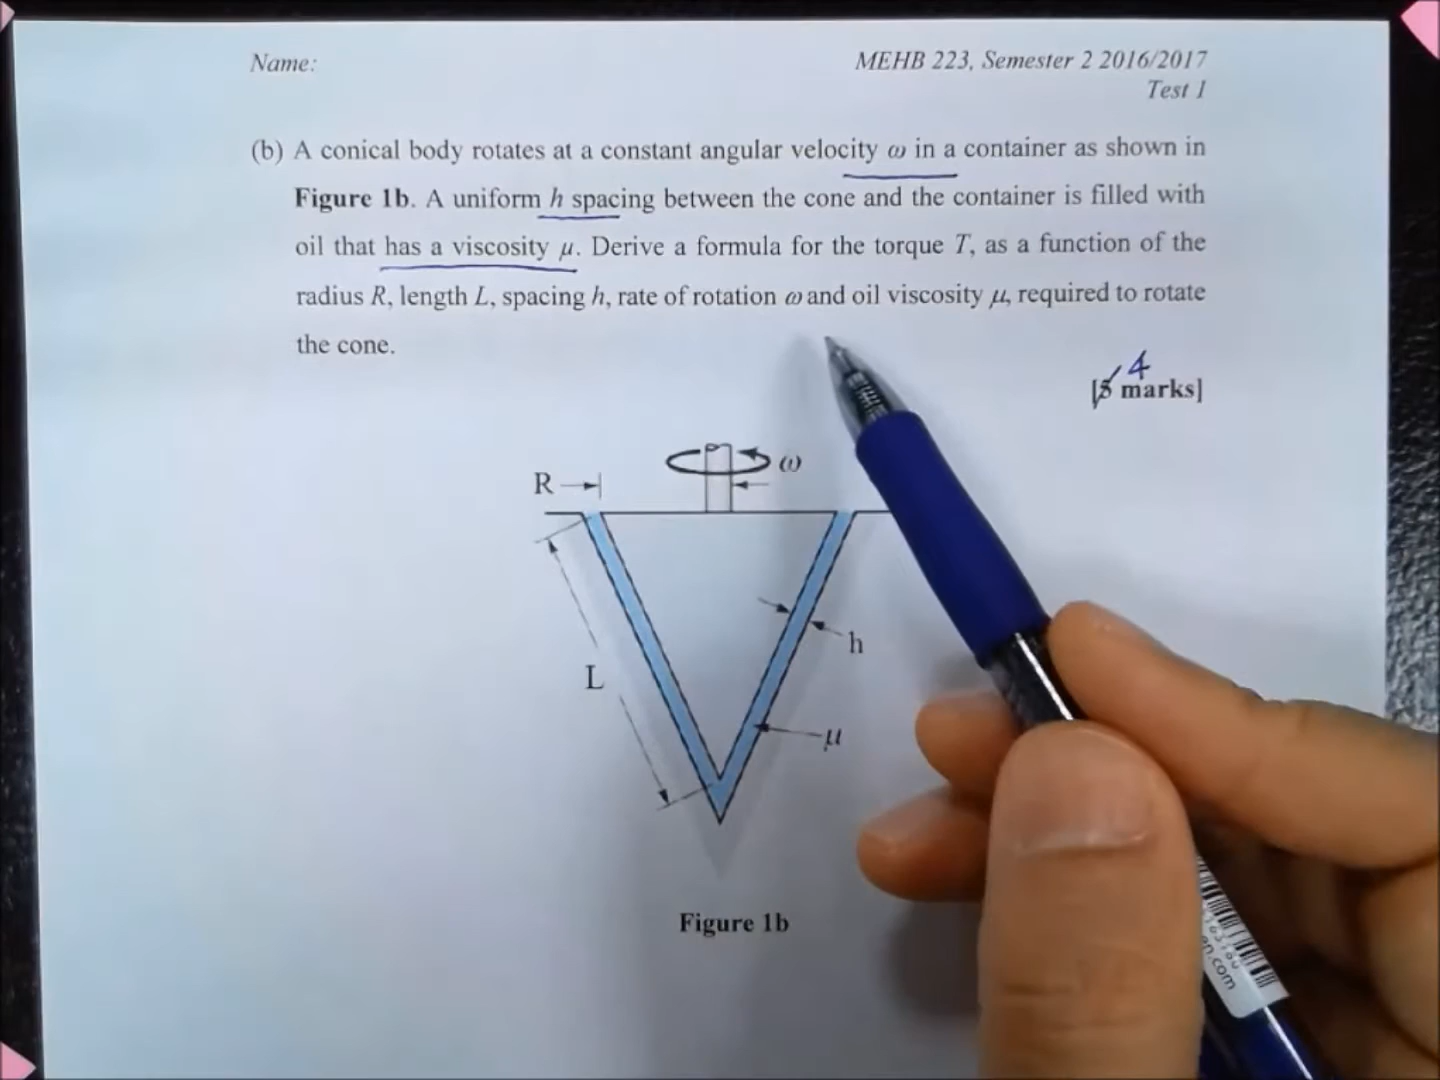 Name:
MEHB 223, Semester 2 2016/2017
Test 1
(b) A conical body rotates at a constant angular velocity ω in a container as shown in
Figure 1b. A uniform h spacing between the cone and the container is filled with
oil that has a viscosity μ. Derive a formula for the torque T, as a function of the
radius R, length L, spacing h, rate of rotation ω and oil viscosity μ, required to rotate
the cone.
4
[5 marks]
ω
R
h
L
μ
Figure 1b
en.com